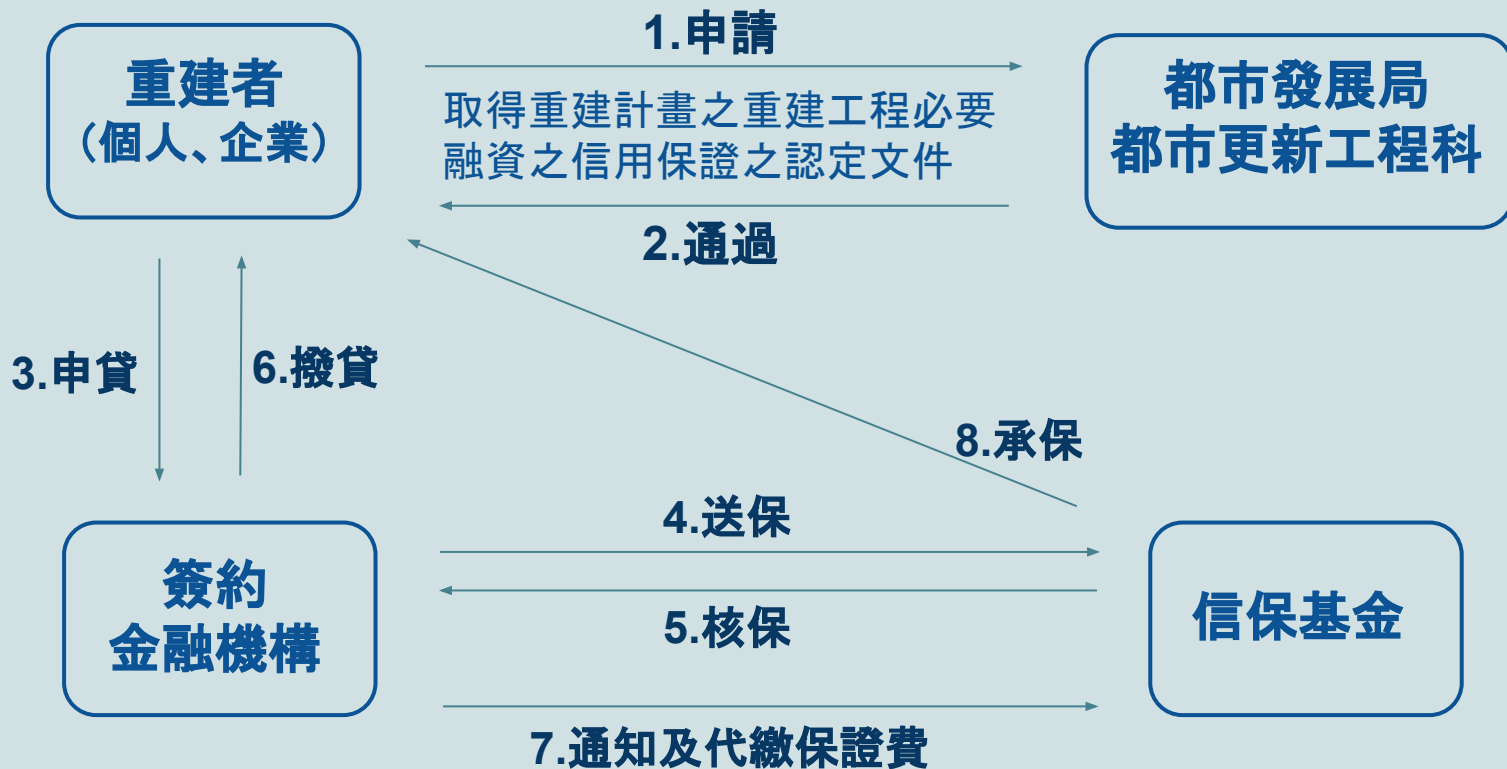 1.申請
重建者
(個人、企業)
都市發展局
都市更新工程科
取得重建計畫之重建工程必要
融資之信用保證之認定文件
2.通過
3.申貸
6.撥貸
8.承保
4.送保
簽約
金融機構
5.核保
信保基金
7.通知及代繳保證費